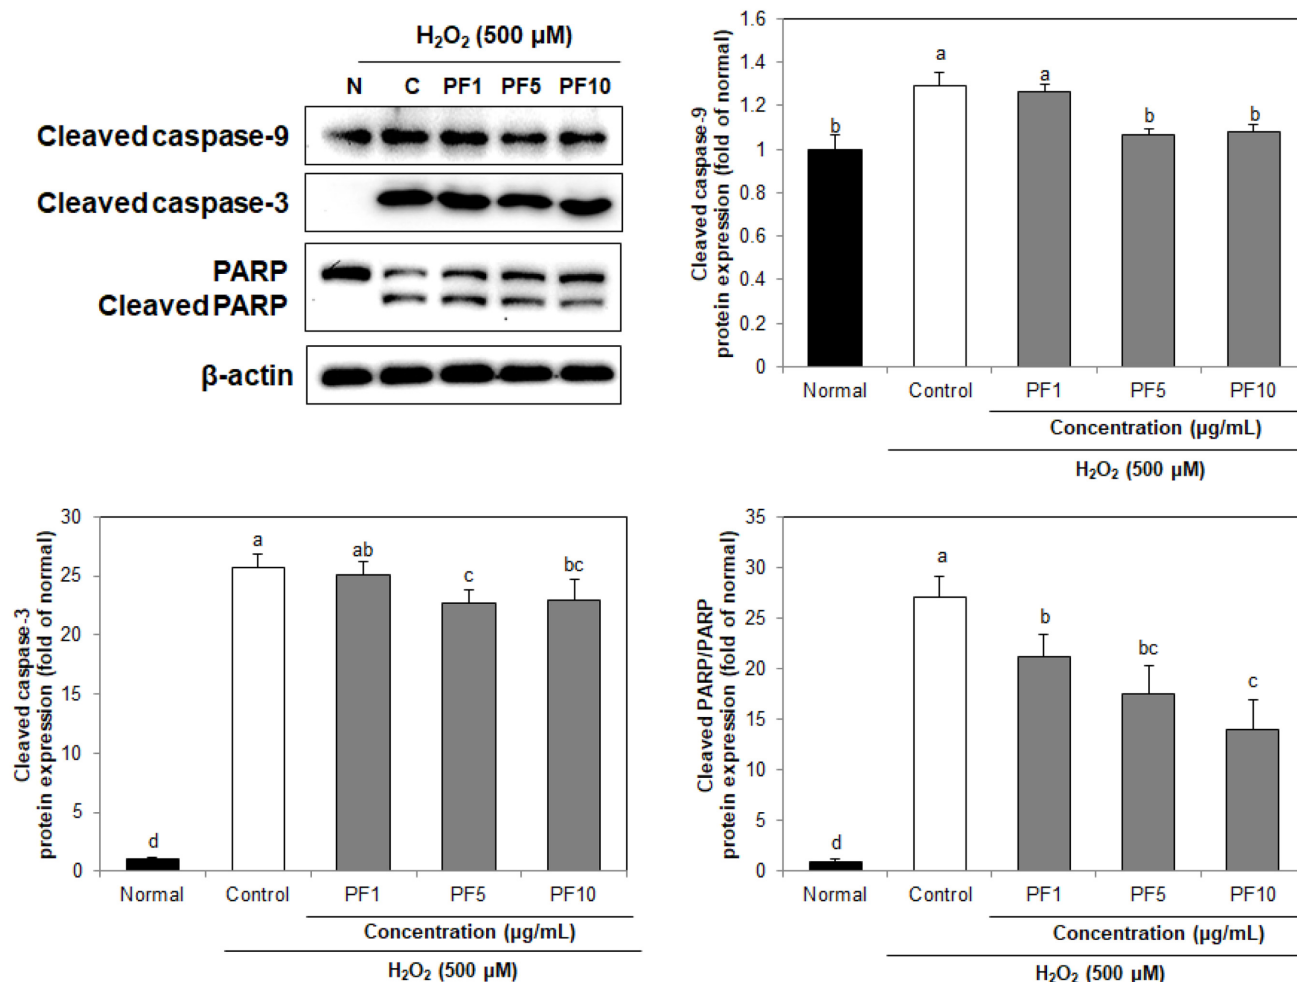 H₂O₂ (500 μM)
N C PF1 PF5 PF10
Cleaved caspase-9
Cleaved caspase-3
PARP
Cleaved PARP
β-actin
Cleaved caspase-9
protein expression (fold of normal)
1.6
1.4
1.2
1
0.8
0.6
0.4
0.2
0
b a a b b
Normal Control PF1 PF5 PF10
Concentration (μg/mL)
H₂O₂ (500 μM)
Cleaved caspase-3
protein expression (fold of normal)
30
25
20
15
10
5
0
d a ab c bc
Normal Control PF1 PF5 PF10
Concentration (μg/mL)
H₂O₂ (500 μM)
Cleaved PARP/PARP
protein expression (fold of normal)
35
30
25
20
15
10
5
0
d a b bc c
Normal Control PF1 PF5 PF10
Concentration (μg/mL)
H₂O₂ (500 μM)